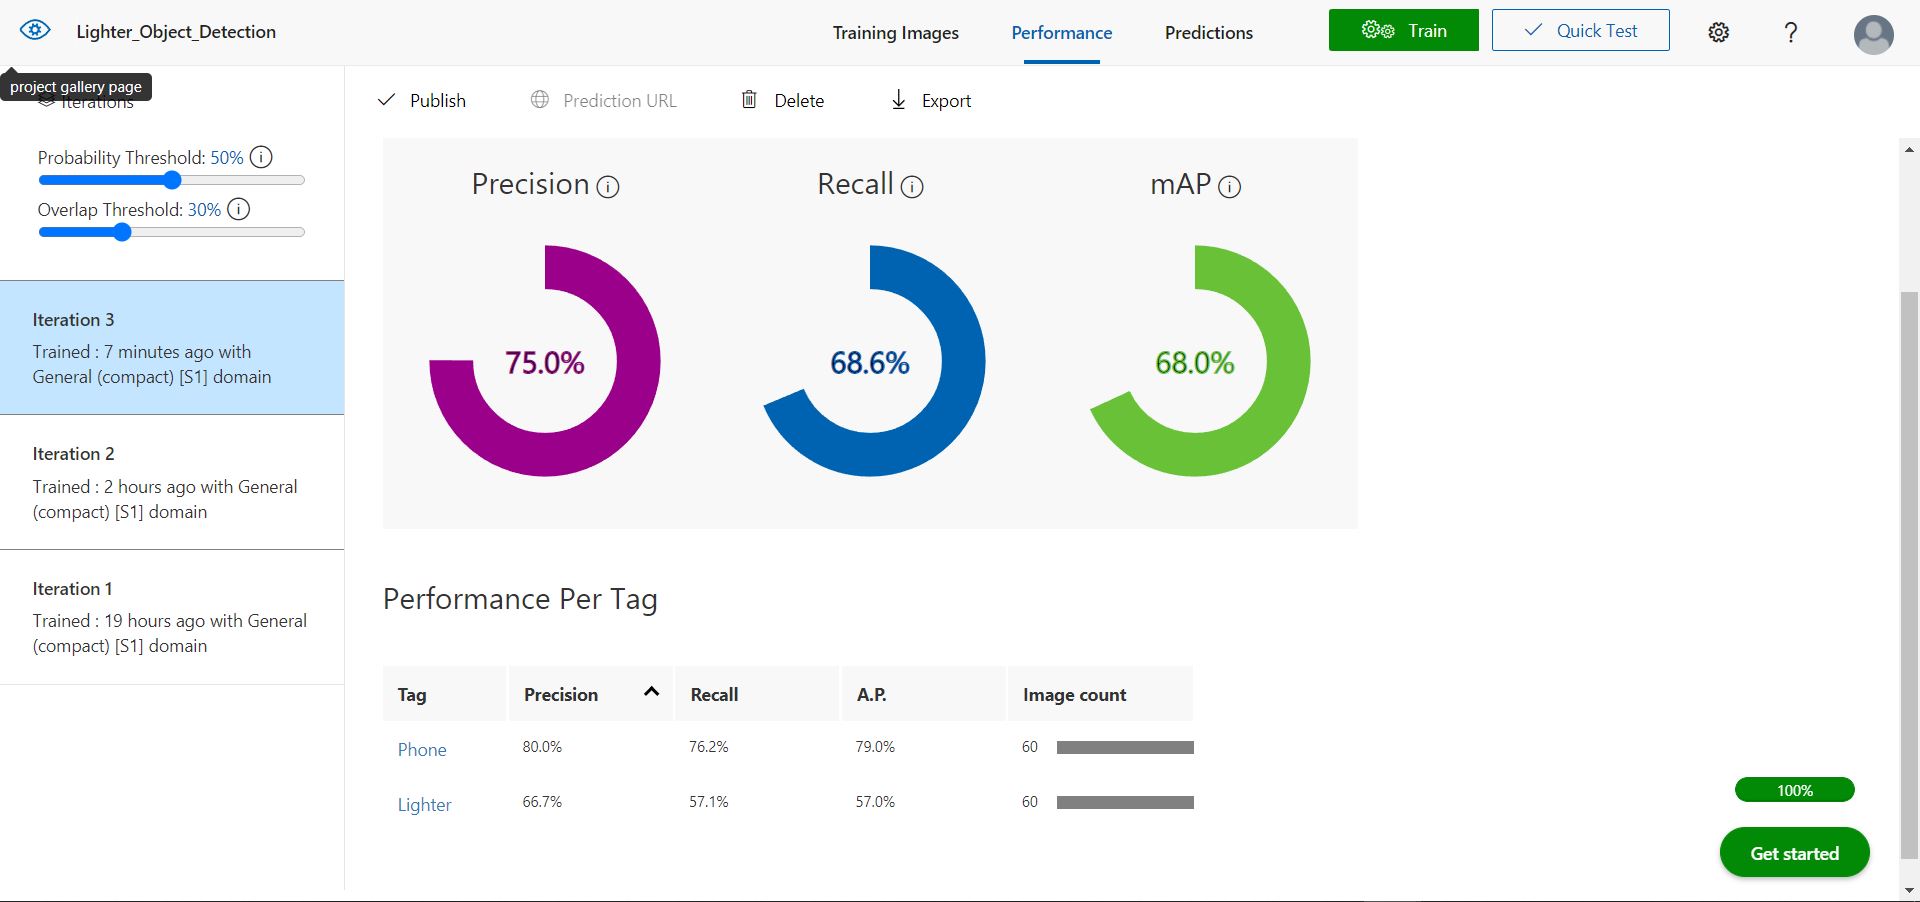 Lighter_Object_Detection
Training Images
Performance
Predictions
Train
Quick Test
?
project gallery page
Iterations
Publish
Prediction URL
Delete
Export
Probability Threshold: 50%
Overlap Threshold: 30%
Iteration 3
Trained : 7 minutes ago with
General (compact) [S1] domain
Iteration 2
Trained : 2 hours ago with General
(compact) [S1] domain
Iteration 1
Trained : 19 hours ago with General
(compact) [S1] domain
Precision
Recall
mAP
75.0%
68.6%
68.0%
Performance Per Tag
Tag Precision Recall A.P. Image count
Phone 80.0% 76.2% 79.0% 60
Lighter 66.7% 57.1% 57.0% 60
100%
Get started